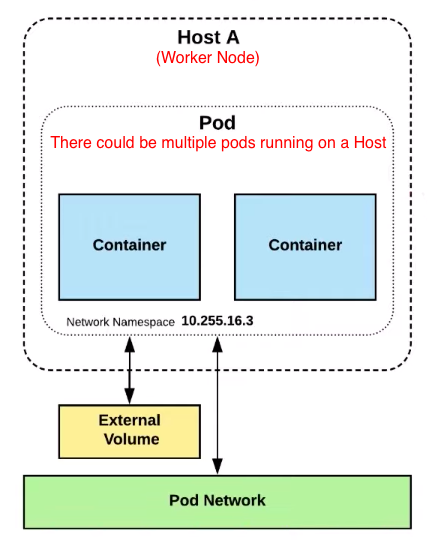 Host A
(Worker Node)
Pod
There could be multiple pods running on a Host
Container
Container
Network Namespace 10.255.16.3
External
Volume
Pod Network